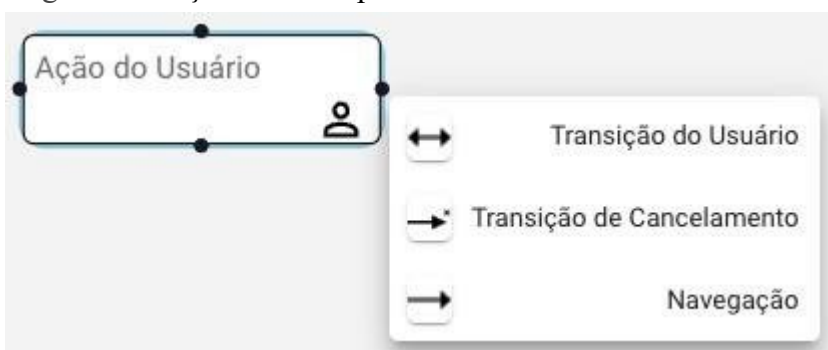 Ação do Usuário
Transição do Usuário
Transição de Cancelamento
Navegação